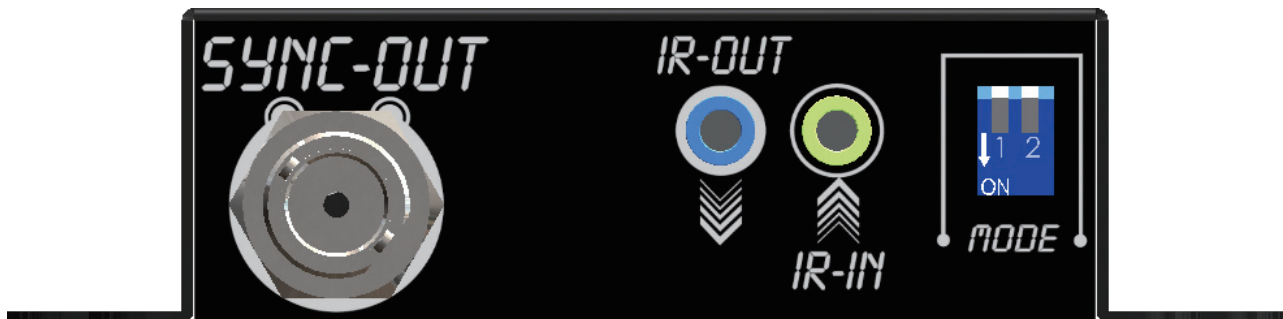 SYNC-OUT
IR-OUT
IR-IN
1 2
ON
MODE